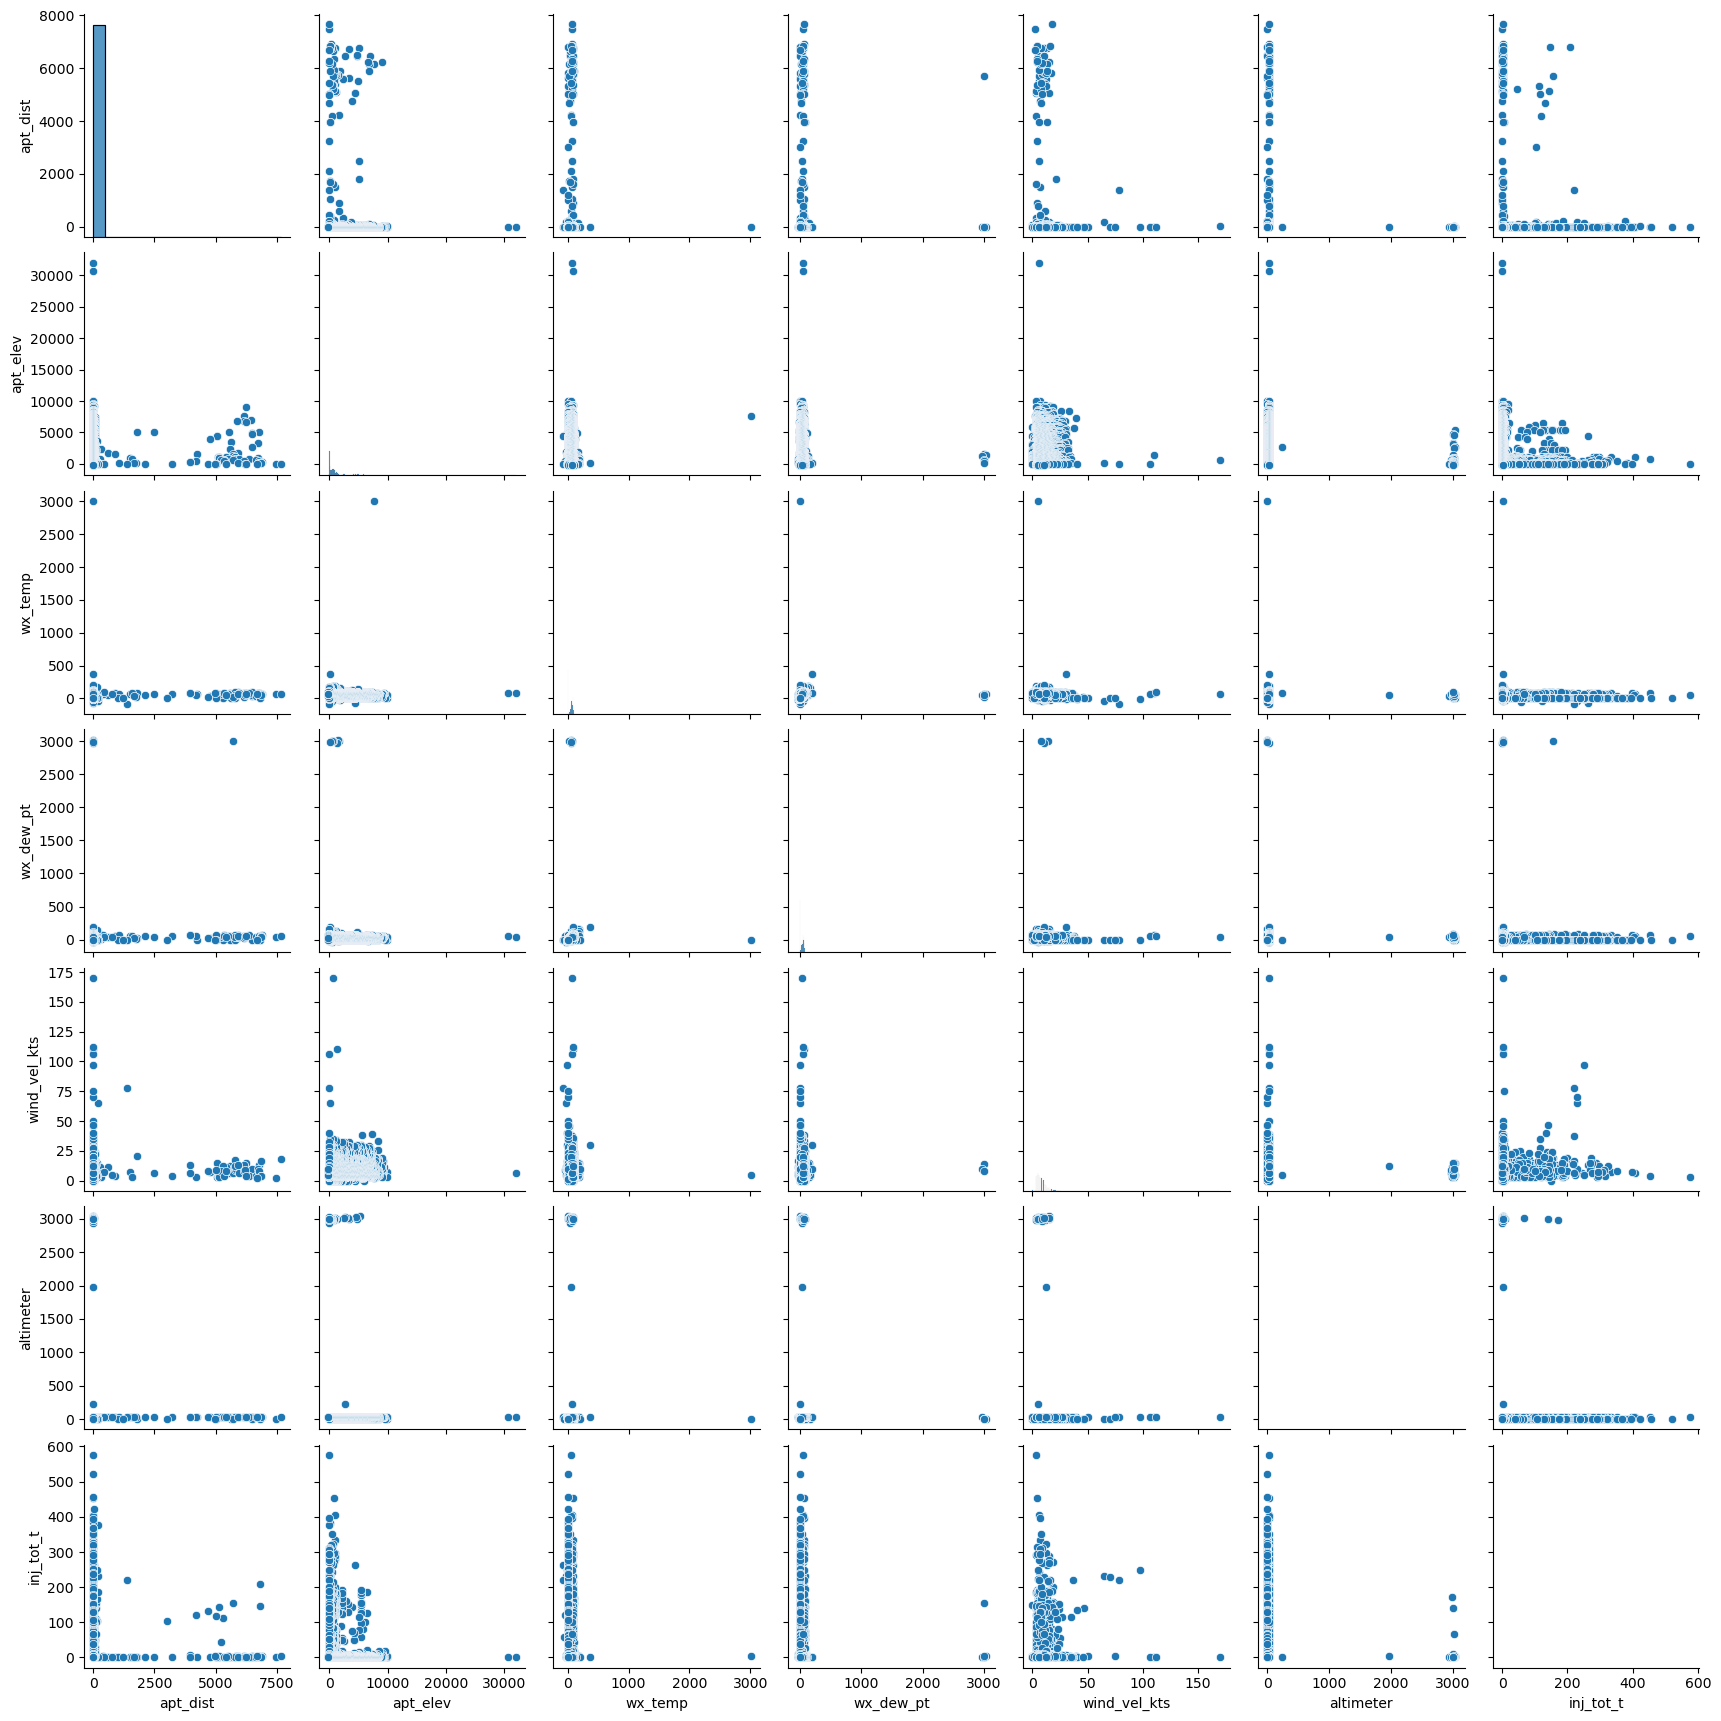 8000
6000
4000
2000
0
apt_dist
30000
25000
20000
15000
10000
5000
0
apt_elev
3000
2500
2000
1500
1000
500
0
wx_temp
3000
2500
2000
1500
1000
500
0
wx_dew_pt
175
150
125
100
75
50
25
0
wind_vel_kts
3000
2500
2000
1500
1000
500
0
altimeter
600
500
400
300
200
100
0
inj_tot_t
0 2500 5000 7500
apt_dist
0 10000 20000 30000
apt_elev
0 1000 2000 3000
wx_temp
0 1000 2000 3000
wx_dew_pt
0 50 100 150
wind_vel_kts
0 1000 2000 3000
altimeter
0 200 400 600
inj_tot_t